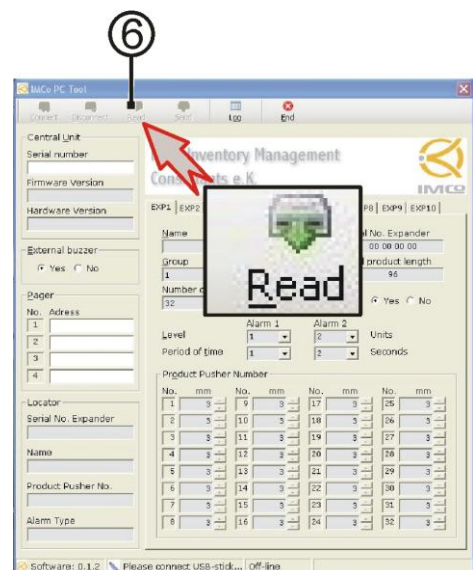 6
IMCo PC Tool
Connect Disconnect Read Send Log End
Central Unit
Serial number
Firmware Version
Hardware Version
External buzzer
Yes No
Pager
No. Adress
1
2
3
4
Locator
Serial No. Expander
Name
Product Pusher No.
Alarm Type
Inventory Management
e.K.
IMCo
EXP1 EXP2 EXP9 EXP10
Name
No. Expander
00 00 00 00
Group
product length
1
96
Number
32
Yes No
Read
Alarm 1 Alarm 2
Level 1 2 Units
Period of time 1 2 Seconds
Product Pusher Number
No. mm No. mm No. mm No. mm
1 3 9 3 17 3 25 3
2 3 10 3 18 3 26 3
3 3 11 3 19 3 27 3
4 3 12 3 20 3 28 3
5 3 13 3 21 3 29 3
6 3 14 3 22 3 30 3
7 3 15 3 23 3 31 3
8 3 16 3 24 3 32 3
Software: 0.1.2 Please connect USB-stick... Off-line